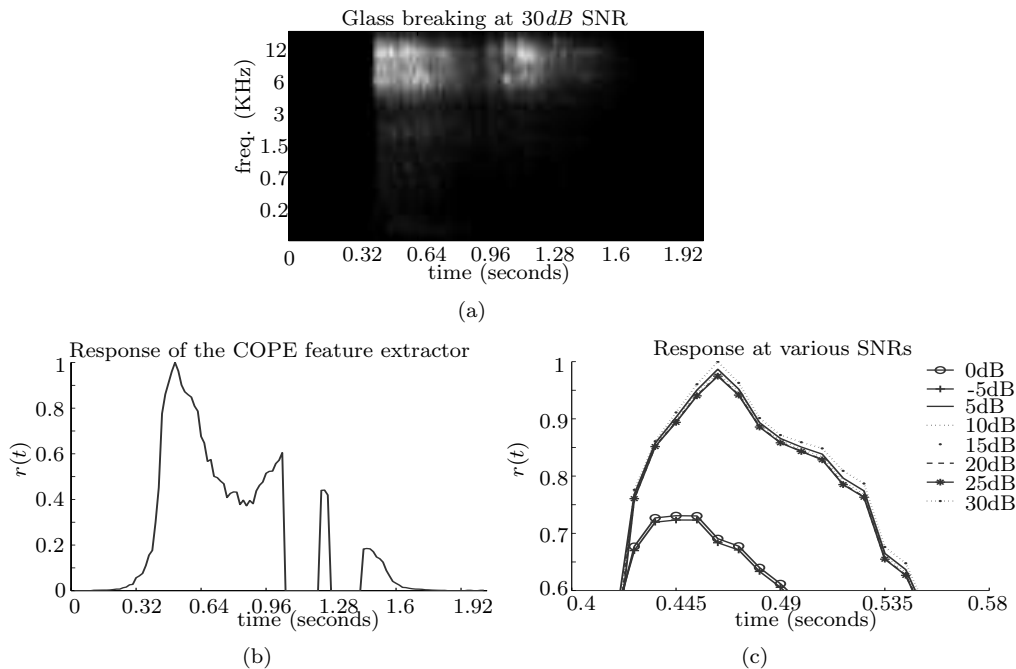 Glass breaking at 30dB SNR
12
6
3
1.5
0.7
0.2
freq. (KHz)
0 0.32 0.64 0.96 1.28 1.6 1.92
time (seconds)
(a)
Response of the COPE feature extractor
1
0.8
0.6
0.4
0.2
0
r(t)
0 0.32 0.64 0.96 1.28 1.6 1.92
time (seconds)
(b)
Response at various SNRs
1
0.9
0.8
0.7
0.6
r(t)
0.4 0.445 0.49 0.535 0.58
time (seconds)
0dB
-5dB
5dB
10dB
15dB
20dB
25dB
30dB
(c)